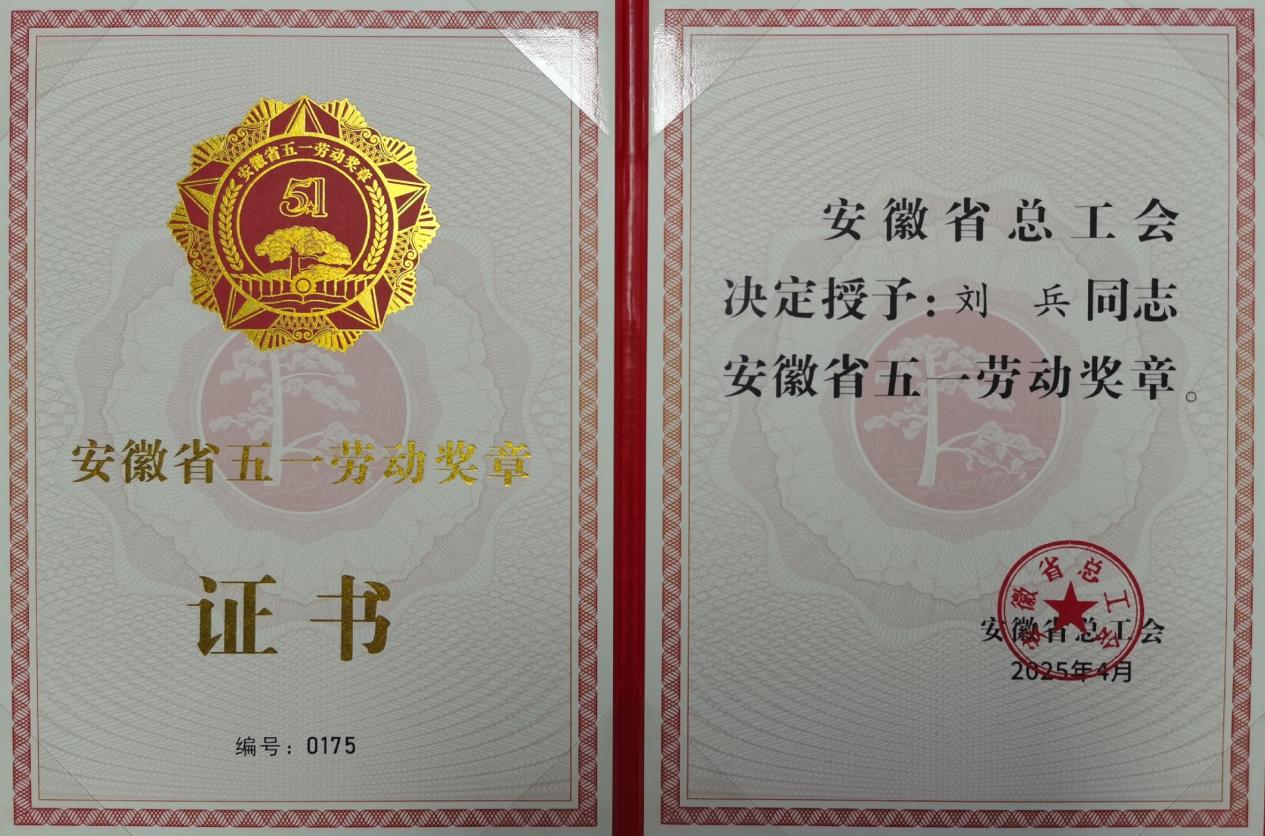 安徽省五一劳动奖章
51
安徽省五一劳动奖章
证书
编号：0175
安徽省总工会
决定授予：刘 兵同志
安徽省五一劳动奖章。
安徽省总工会
安徽省总工会
2025年4月